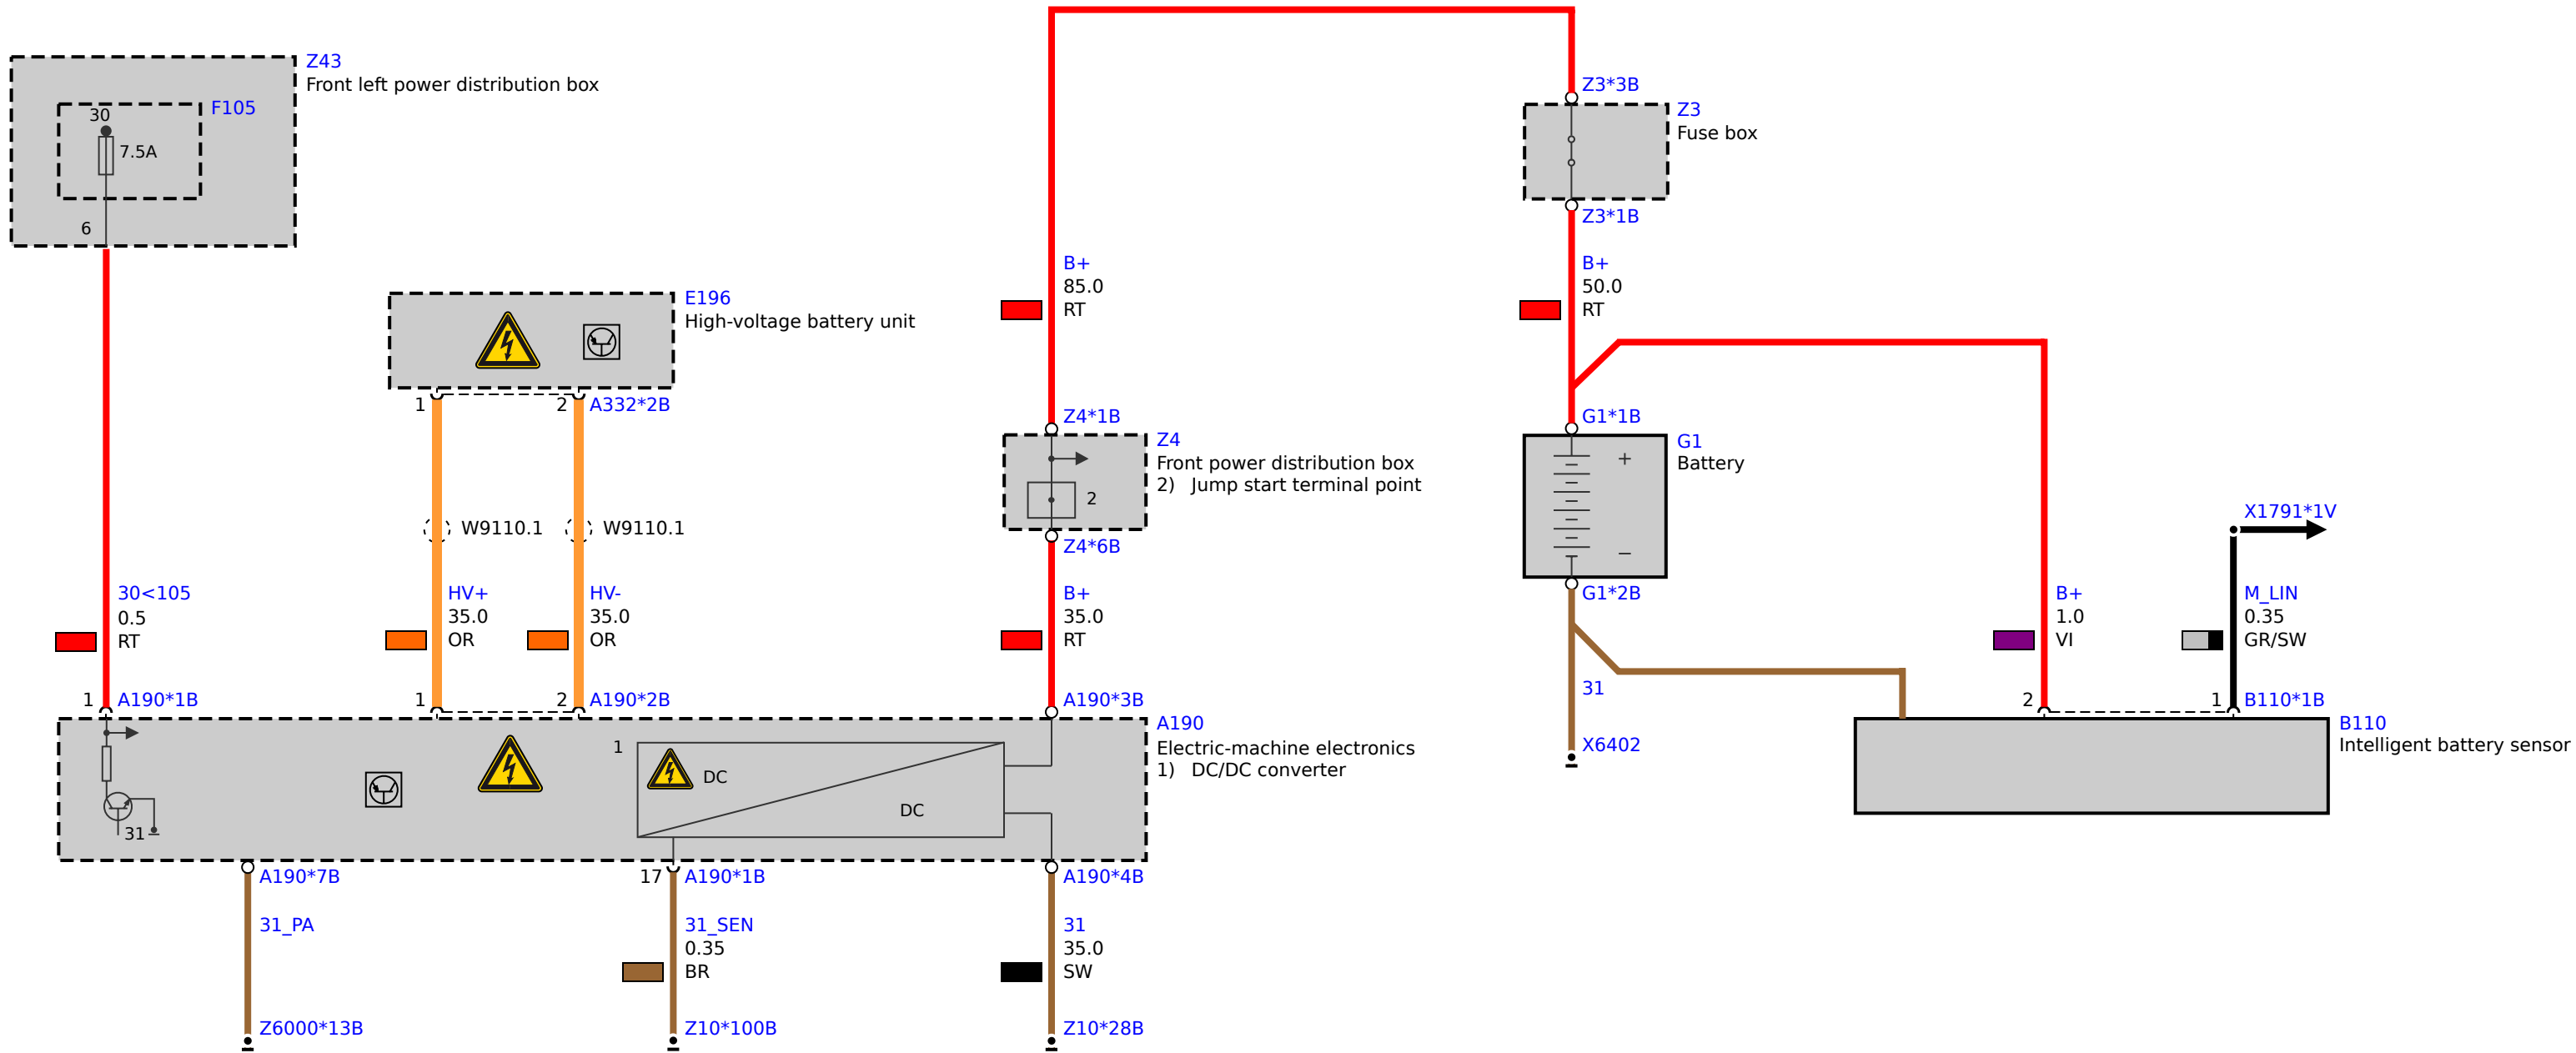 Z43
Front left power distribution box
F105
30
7.5A
6
Z3*3B
Z3
Fuse box
Z3*1B
E196
High-voltage battery unit
1
2
A332*2B
B+
85.0
RT
B+
50.0
RT
Z4*1B
Z4
Front power distribution box
2) Jump start terminal point
2
Z4*6B
G1*1B
G1
Battery
+
−
G1*2B
W9110.1
W9110.1
X1791*1V
30<105
0.5
RT
HV+
35.0
OR
HV-
35.0
OR
B+
35.0
RT
B+
1.0
VI
M_LIN
0.35
GR/SW
31
X6402
1
A190*1B
1
2
A190*2B
A190*3B
2
1
B110*1B
A190
Electric-machine electronics
1) DC/DC converter
B110
Intelligent battery sensor
1
DC
DC
31
A190*7B
17
A190*1B
A190*4B
31_PA
31_SEN
0.35
BR
31
35.0
SW
Z6000*13B
Z10*100B
Z10*28B